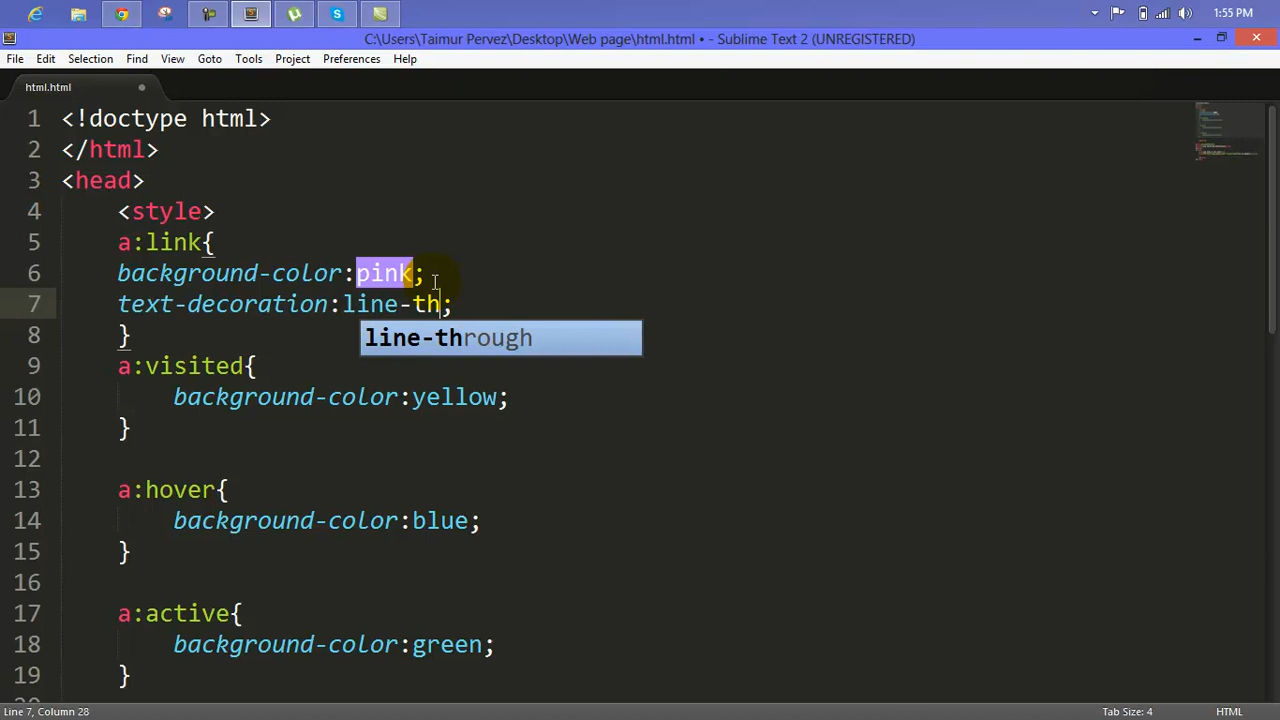 1:55 PM
C:\Users\Taimur Pervez\Desktop\Web page\html.html • - Sublime Text 2 (UNREGISTERED)
File Edit Selection Find View Goto Tools Project Preferences Help
html.html
1 <!doctype html>
2 </html>
3 <head>
4 <style>
5 a:link{
6 background-color:pink;
7 text-decoration:line-th;
line-through
8 }
9 a:visited{
10 background-color:yellow;
11 }
12
13 a:hover{
14 background-color:blue;
15 }
16
17 a:active{
18 background-color:green;
19 }
Line 7, Column 28 Tab Size: 4 HTML